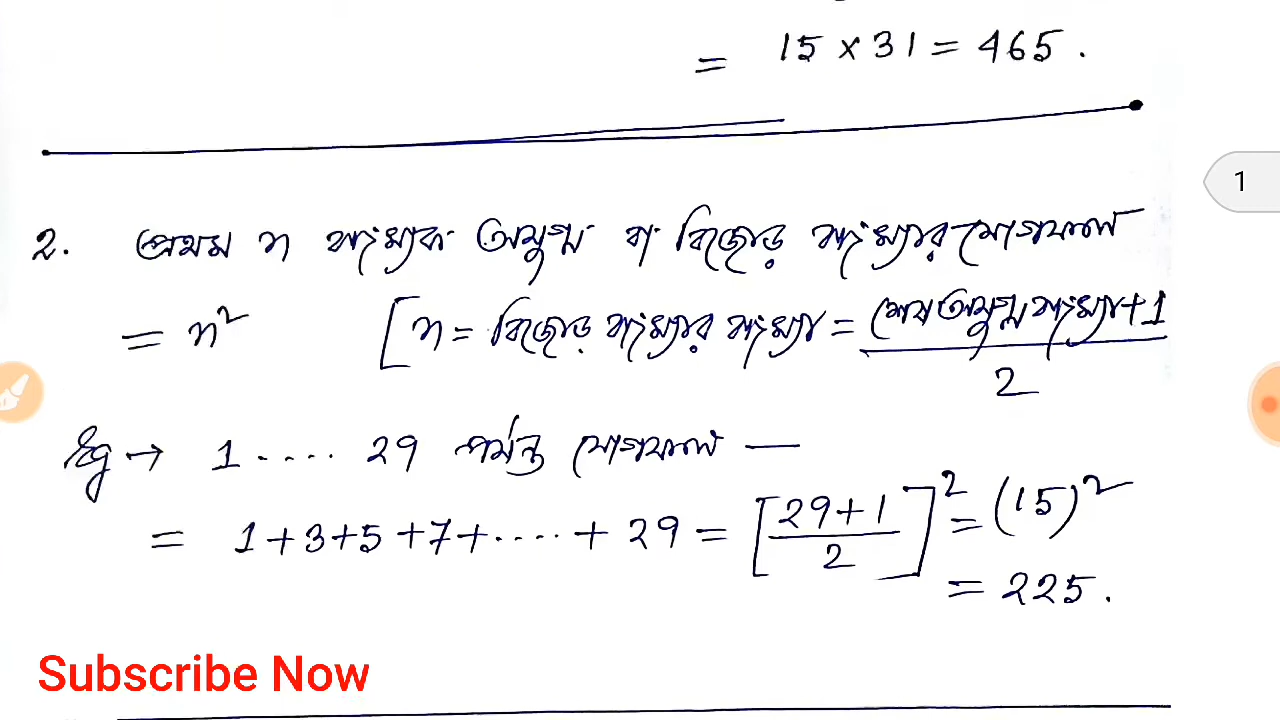 = 15 × 31 = 465 .
1
2. প্রথম n সংখ্যক অযুগ্ম বা বিজোড় সংখ্যার যোগফল
= n² [ n = বিজোড় সংখ্যার সংখ্যা = (শেষ অযুগ্ম সংখ্যা + 1) / 2
Eg → 1 ..... 29 পর্যন্ত যোগফল —
= 1 + 3 + 5 + 7 + ..... + 29 = [ (29 + 1) / 2 ]² = (15)²
= 225 .
Subscribe Now